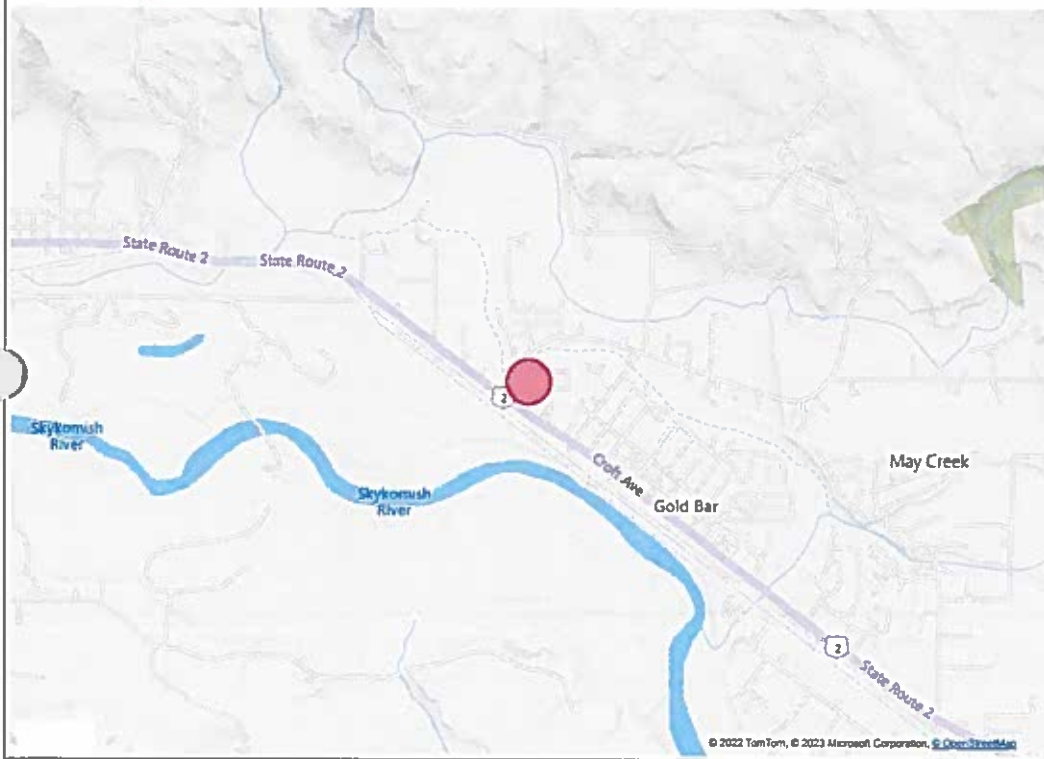 State Route 2
State Route 2
2
Skykomish
River
Croft Ave
May Creek
Skykomish
River
Gold Bar
2
State Route 2
© 2022 TomTom, © 2023 Microsoft Corporation, © OpenStreetMap